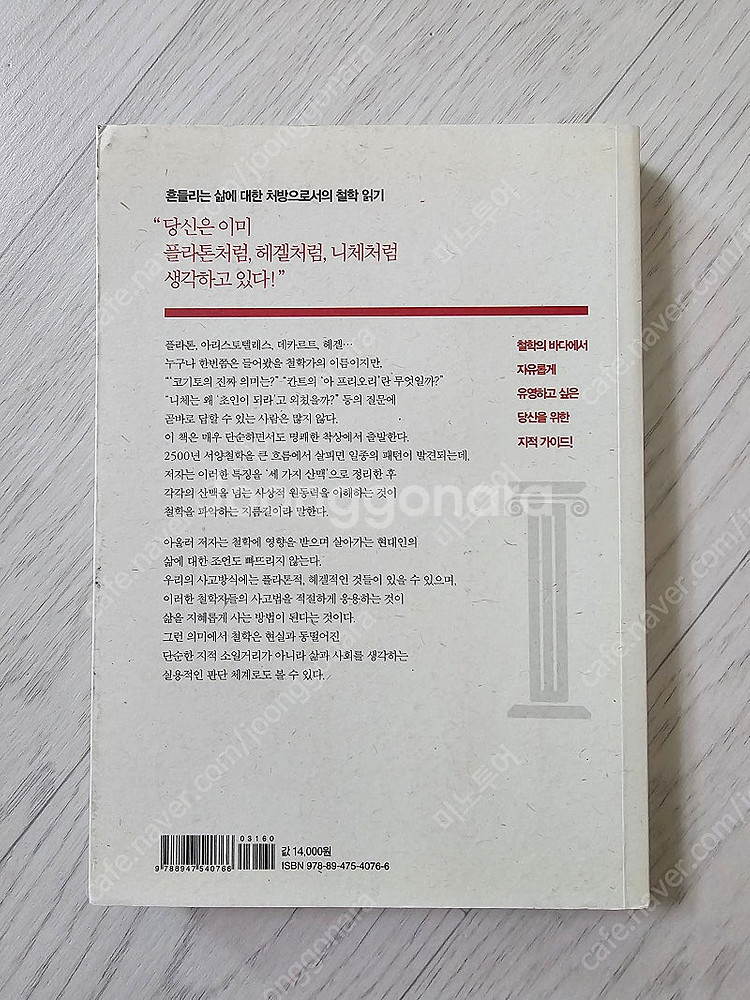 흔들리는 삶에 대한 처방으로서의 철학 읽기
“당신은 이미
플라톤처럼, 헤겔처럼, 니체처럼
생각하고 있다!”
플라톤, 아리스토텔레스, 데카르트, 헤겔…
누구나 한번쯤은 들어봤을 철학가의 이름이지만,
“‘코기토의 진짜 의미는?” “칸트의 ‘아 프리오리’란 무엇일까?”
“니체는 왜 ‘초인이 되라’고 외쳤을까?” 등의 질문에
곧바로 답할 수 있는 사람은 많지 않다.
이 책은 매우 단순하면서도 명쾌한 착상에서 출발한다.
2500년 서양철학을 큰 흐름에서 살피면 일종의 패턴이 발견되는데,
저자는 이러한 특징을 ‘세 가지 산맥’으로 정리한 후
각각의 산맥을 넘는 사상적 원동력을 이해하는 것이
철학을 파악하는 지름길이라 말한다.
아울러 저자는 철학에 영향을 받으며 살아가는 현대인의
삶에 대한 조언도 빠뜨리지 않는다.
우리의 사고방식에는 플라톤적, 헤겔적인 것들이 있을 수 있으며,
이러한 철학자들의 사고법을 적절하게 응용하는 것이
삶을 지혜롭게 사는 방법이 된다는 것이다.
그런 의미에서 철학은 현실과 동떨어진
단순한 지적 소일거리가 아니라 삶과 사회를 생각하는
실용적인 판단 체계로도 볼 수 있다.
철학의 바다에서
자유롭게
유영하고 싶은
당신을 위한
지적 가이드!
03160
9 788947 540766
값 14,000원
ISBN 978-89-475-4076-6
joonggonara
미노투어
cafe.naver.com/joonggonara